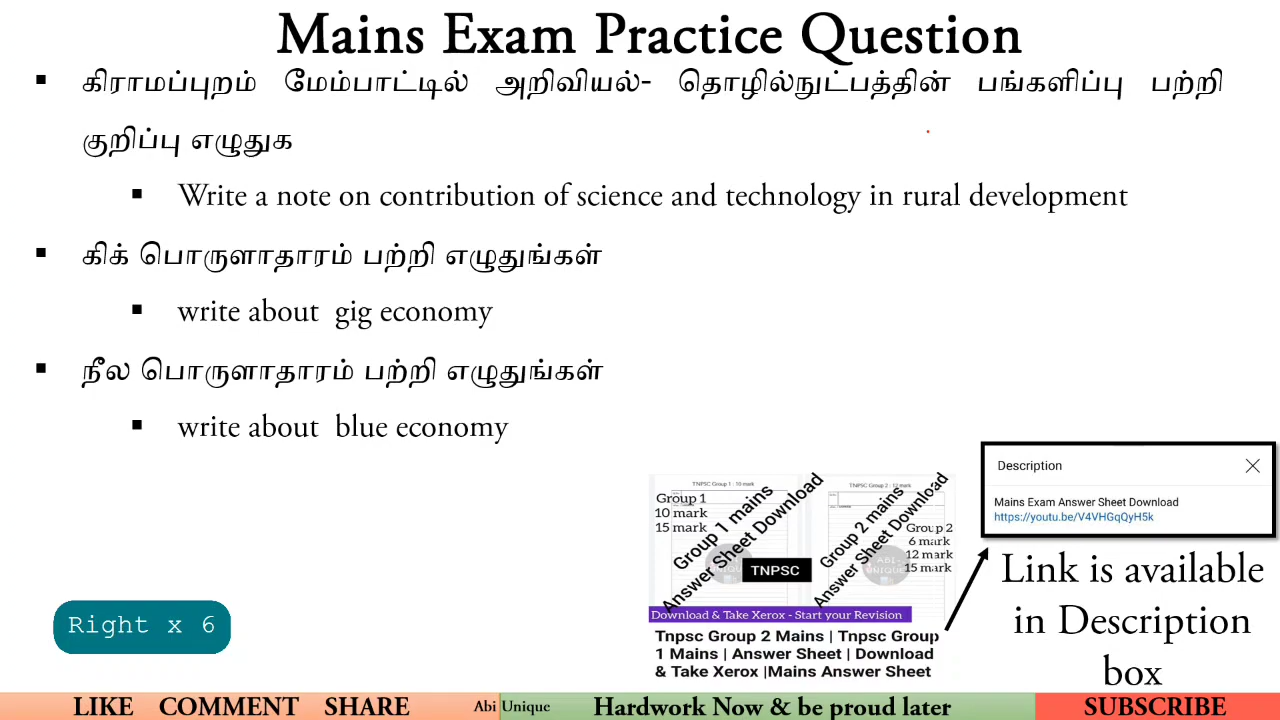 Mains Exam Practice Question
கிராமப்புறம் மேம்பாட்டில் அறிவியல்- தொழில்நுட்பத்தின் பங்களிப்பு பற்றி
குறிப்பு எழுதுக
Write a note on contribution of science and technology in rural development
கிக் பொருளாதாரம் பற்றி எழுதுங்கள்
write about gig economy
நீல பொருளாதாரம் பற்றி எழுதுங்கள்
write about blue economy
Description
Mains Exam Answer Sheet Download
https://youtu.be/V4VHGqQyH5k
TNPSC Group 1 : 10 mark
Group 1
10 mark
15 mark
Group 1 mains
Answer Sheet Download
TNPSC Group 2 : 12 mark
Group 2 mains
Answer Sheet Download
Group 2
6 mark
12 mark
15 mark
TNPSC
Download & Take Xerox - Start your Revision
Tnpsc Group 2 Mains | Tnpsc Group
1 Mains | Answer Sheet | Download
& Take Xerox |Mains Answer Sheet
Link is available
in Description
box
Right x 6
LIKE COMMENT SHARE
Abi Unique
Hardwork Now & be proud later
SUBSCRIBE